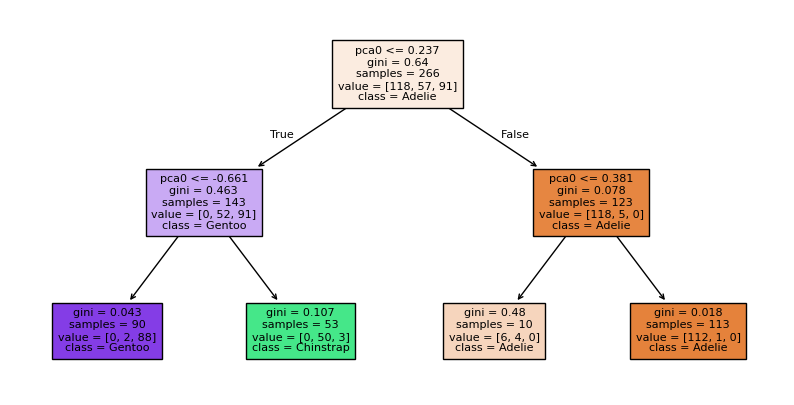 pca0 <= 0.237
gini = 0.64
samples = 266
value = [118, 57, 91]
class = Adelie
True
False
pca0 <= -0.661
gini = 0.463
samples = 143
value = [0, 52, 91]
class = Gentoo
pca0 <= 0.381
gini = 0.078
samples = 123
value = [118, 5, 0]
class = Adelie
gini = 0.043
samples = 90
value = [0, 2, 88]
class = Gentoo
gini = 0.107
samples = 53
value = [0, 50, 3]
class = Chinstrap
gini = 0.48
samples = 10
value = [6, 4, 0]
class = Adelie
gini = 0.018
samples = 113
value = [112, 1, 0]
class = Adelie